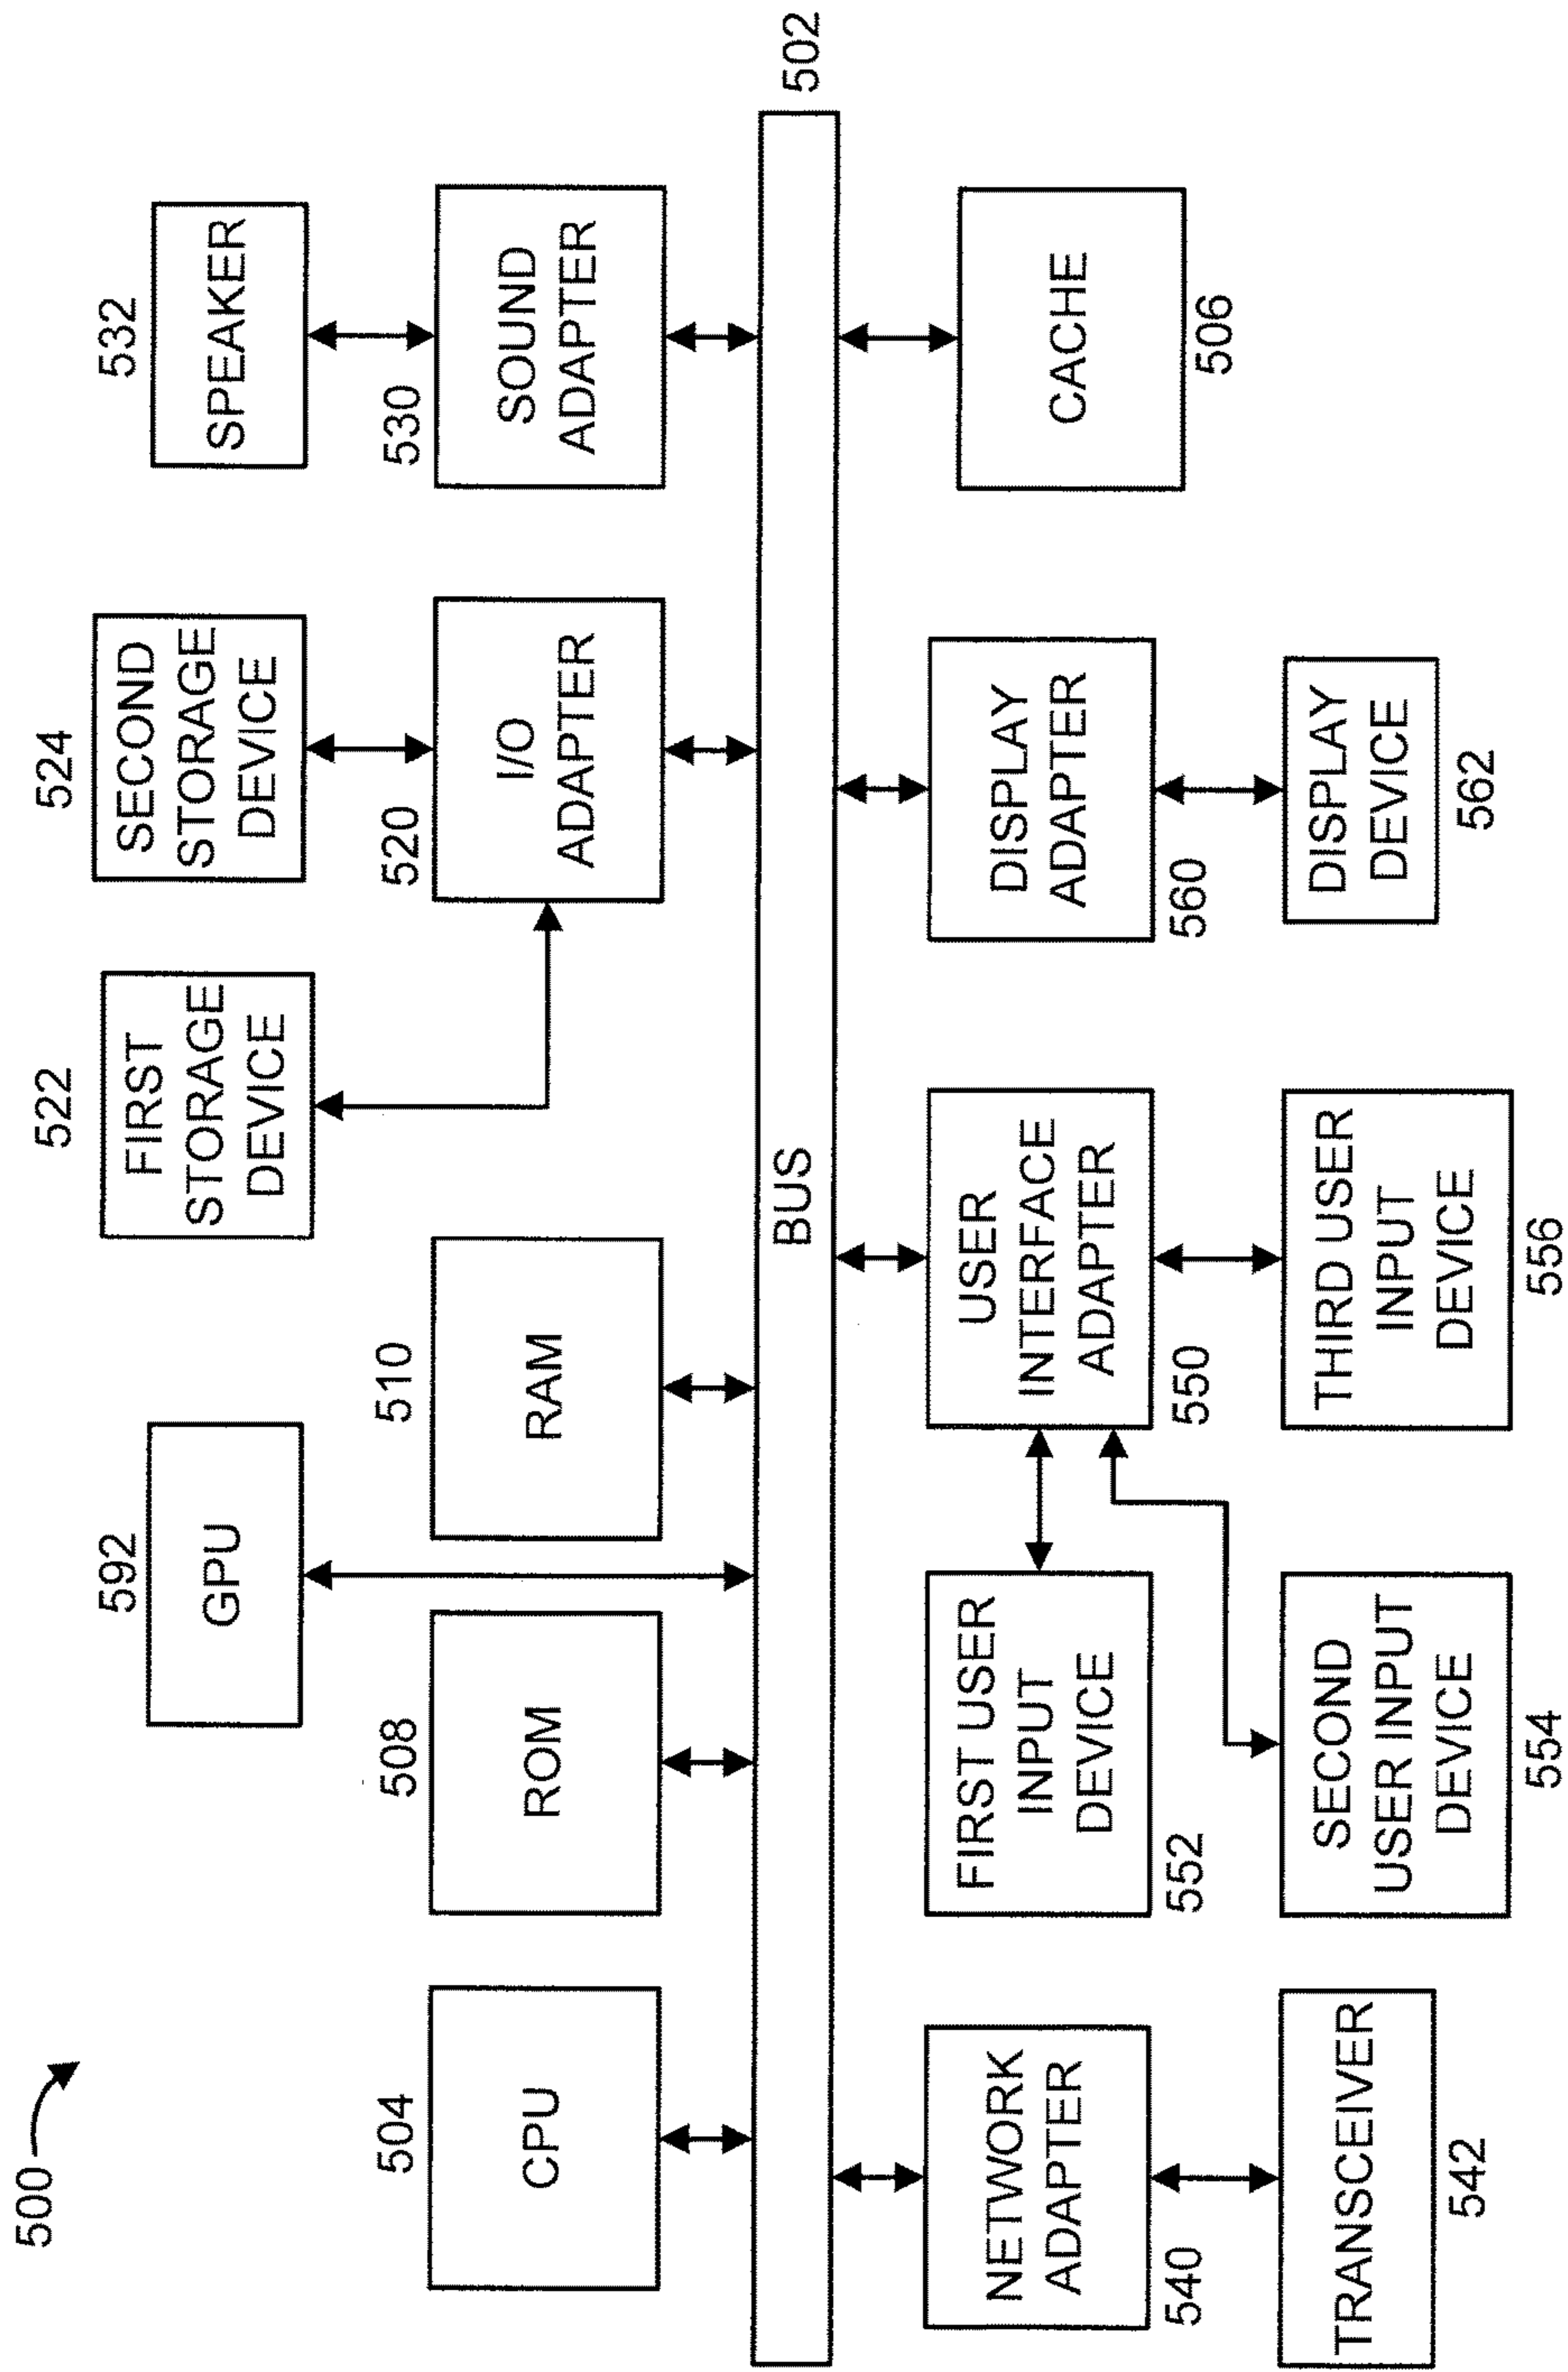 500
532
SPEAKER
530
SOUND
ADAPTER
524
SECOND
STORAGE
DEVICE
520
I/O
ADAPTER
522
FIRST
STORAGE
DEVICE
592
GPU
510
RAM
508
ROM
504
CPU
BUS
502
NETWORK
ADAPTER
540
TRANSCEIVER
542
FIRST USER
INPUT
DEVICE
552
SECOND
USER INPUT
DEVICE
554
USER
INTERFACE
ADAPTER
550
THIRD USER
INPUT
DEVICE
556
DISPLAY
ADAPTER
560
DISPLAY
DEVICE
562
CACHE
506